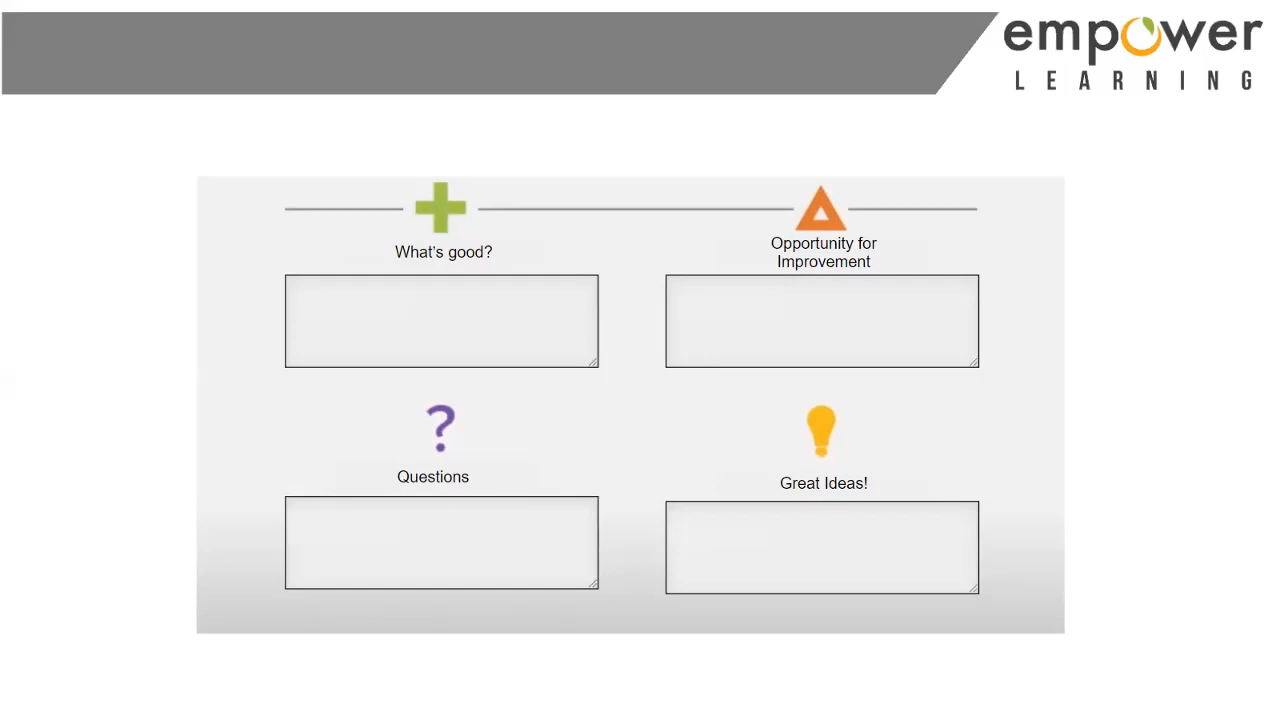 empower
LEARNING
What's good?
Opportunity for
Improvement
Questions
Great Ideas!